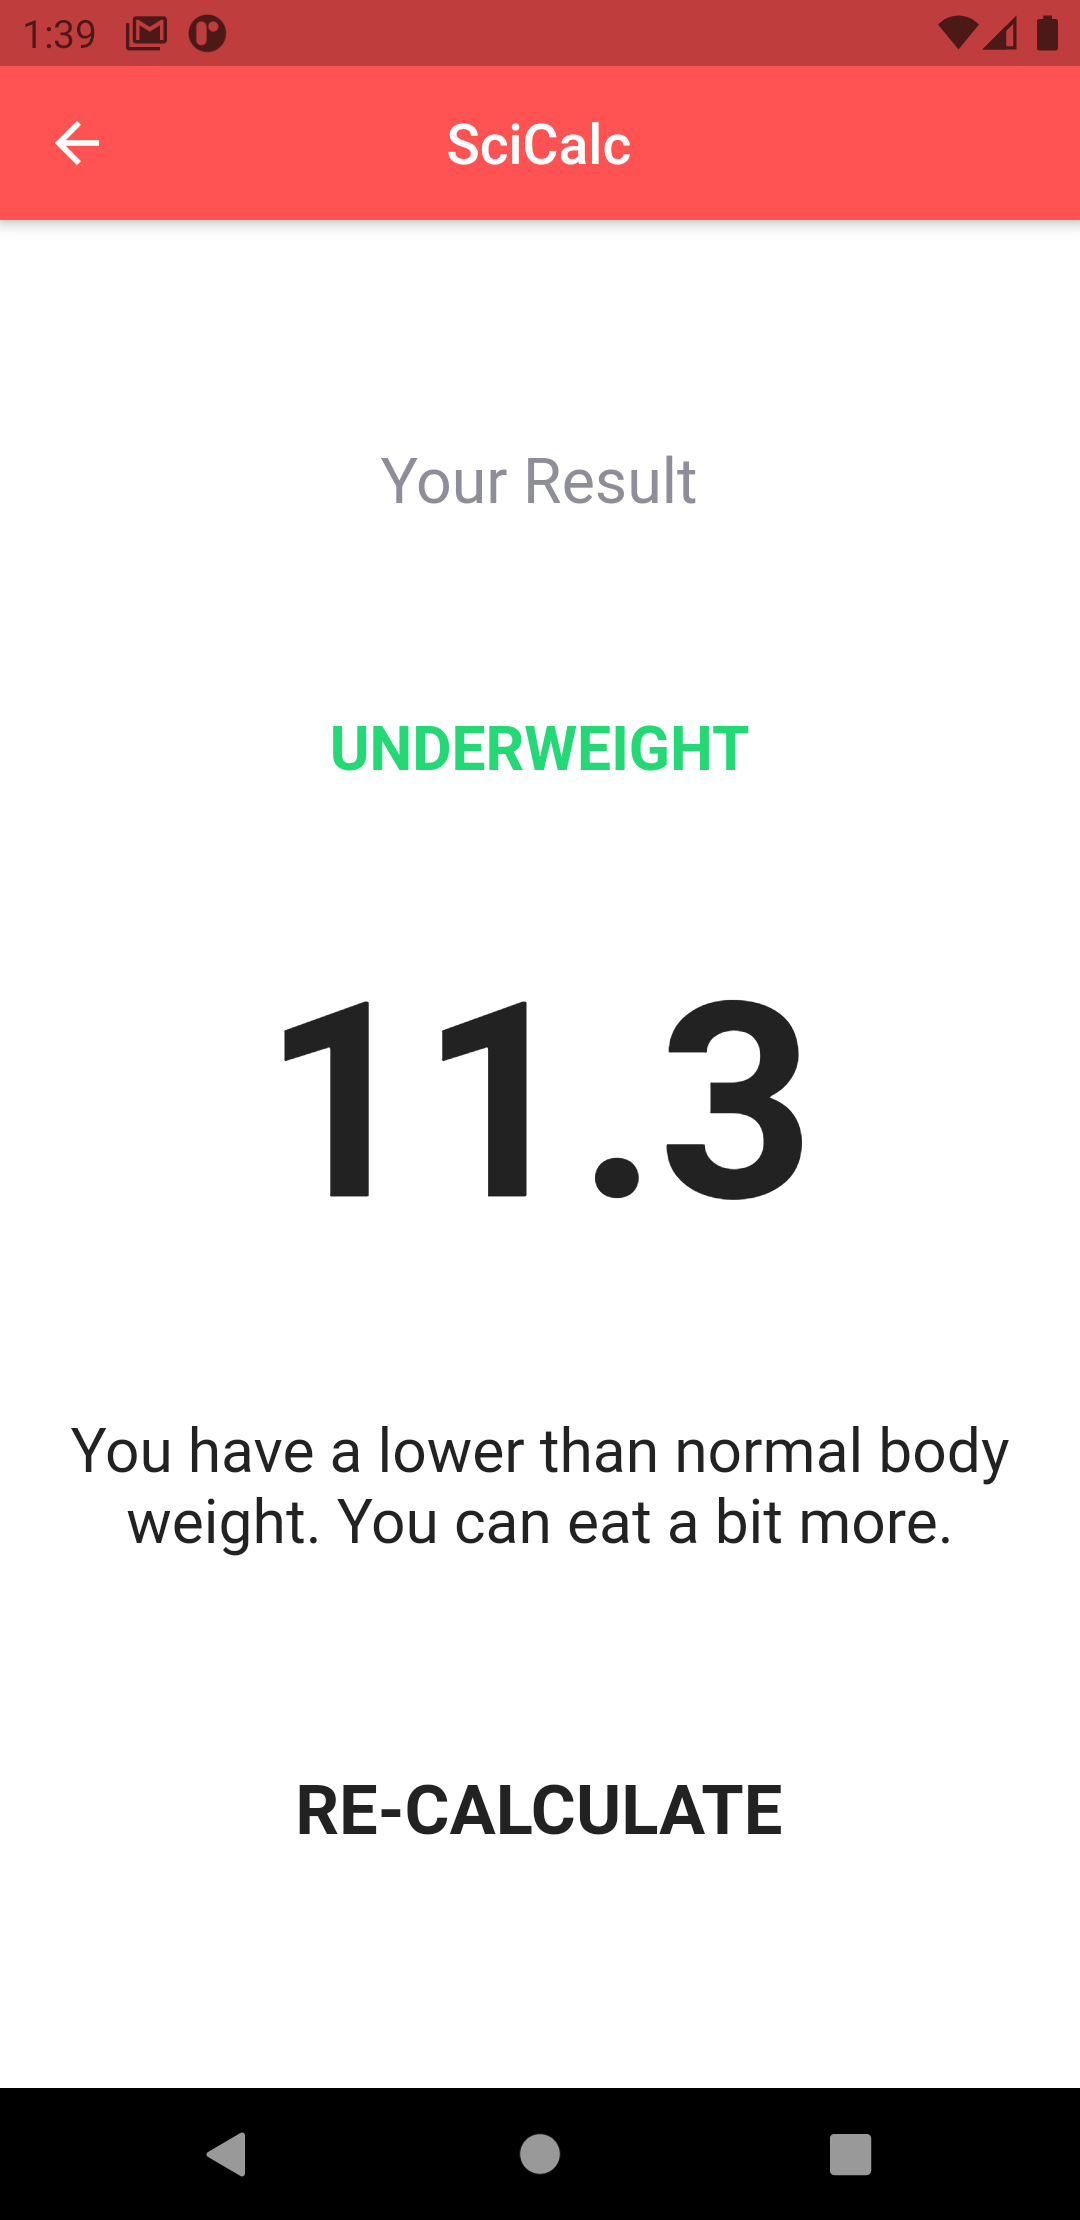 1:39
SciCalc
Your Result
UNDERWEIGHT
11.3
You have a lower than normal body
weight. You can eat a bit more.
RE-CALCULATE